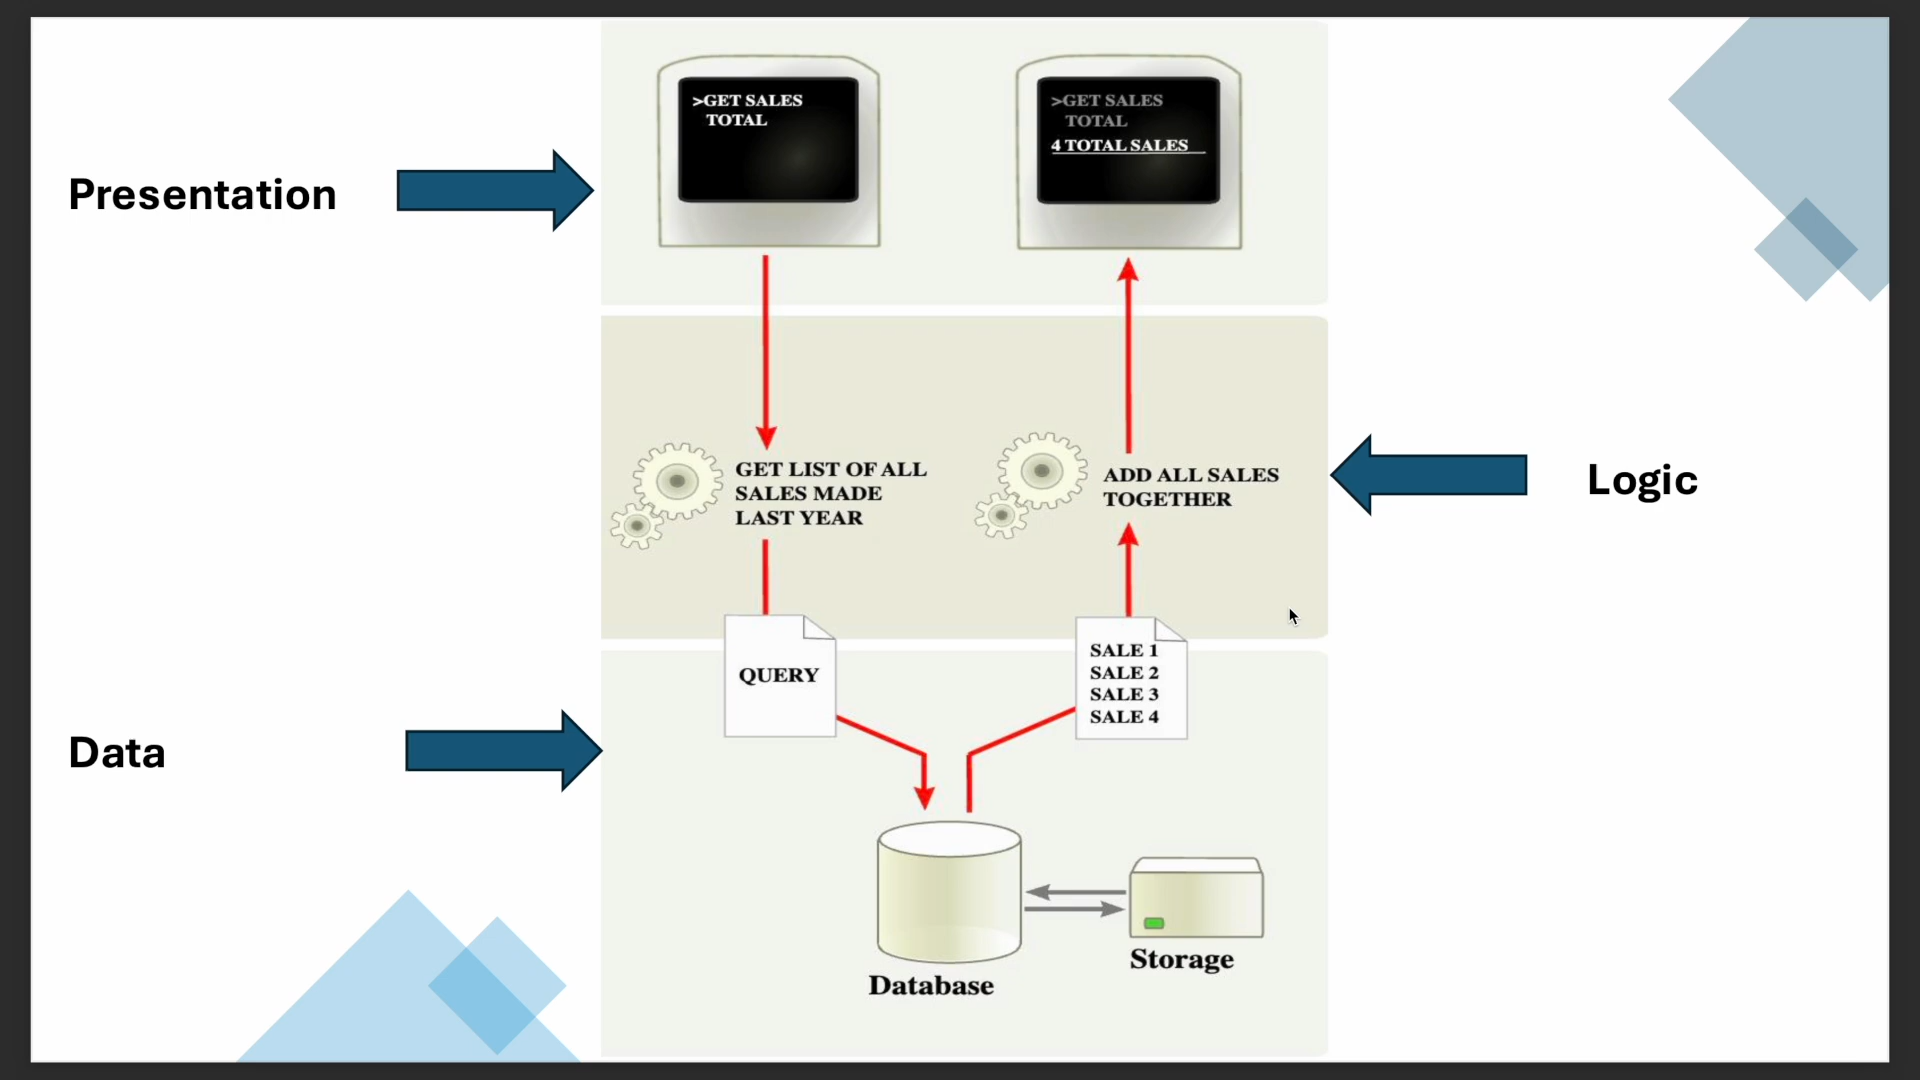 >GET SALES
TOTAL
>GET SALES
TOTAL
4 TOTAL SALES
Presentation
GET LIST OF ALL
SALES MADE
LAST YEAR
ADD ALL SALES
TOGETHER
Logic
QUERY
SALE 1
SALE 2
SALE 3
SALE 4
Data
Database
Storage